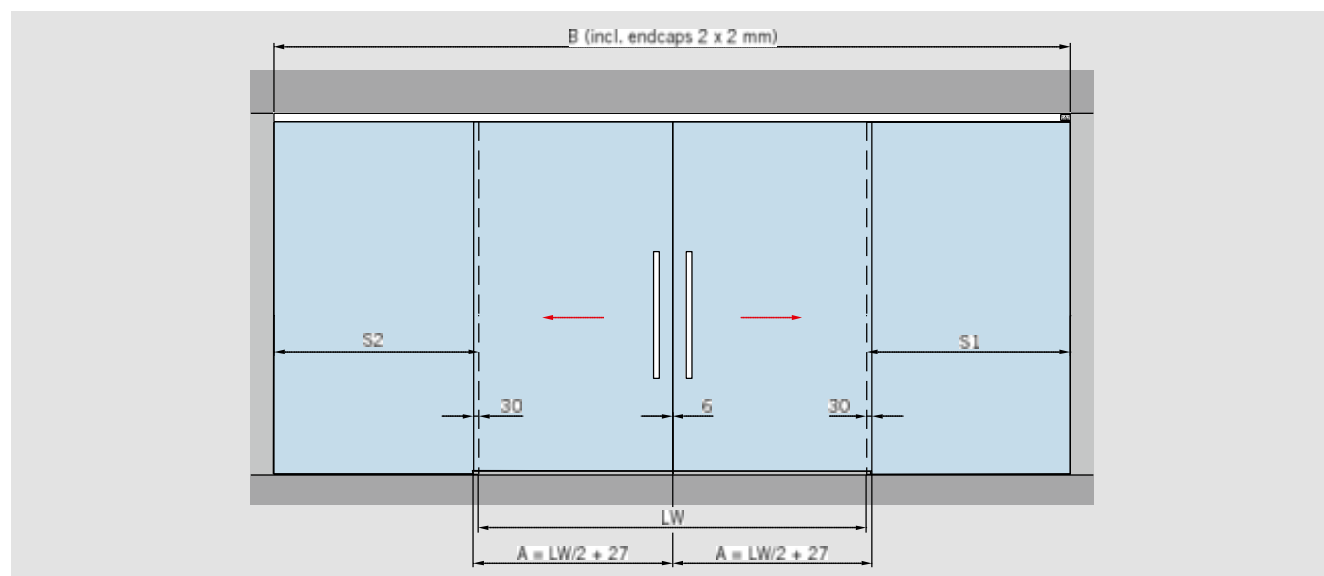 B (incl. endcaps 2 x 2 mm)
S2
S1
30
6
30
LW
A = LW/2 + 27
A = LW/2 + 27